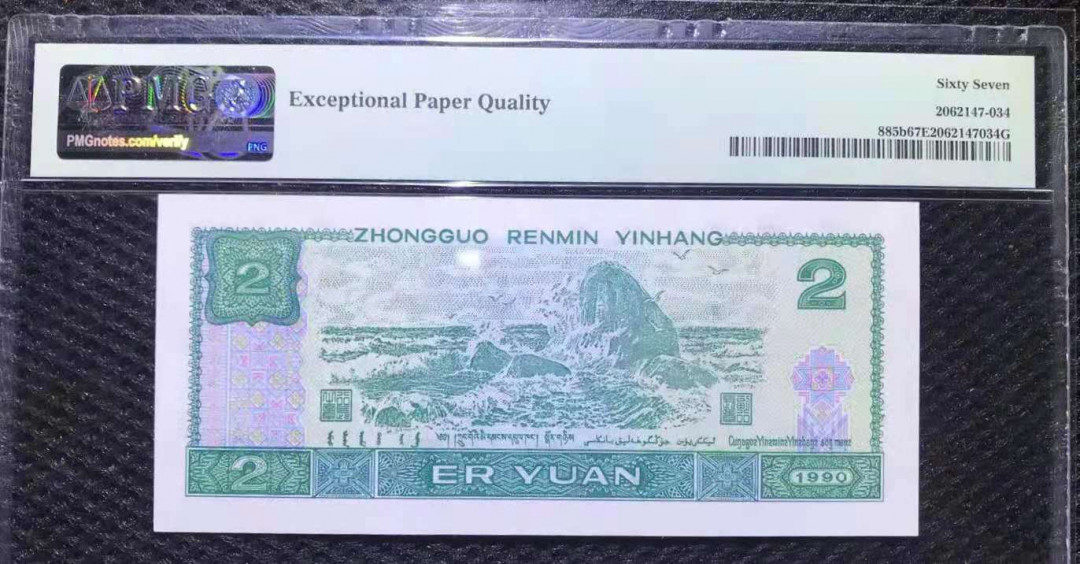 PMG
PMGnotes.com/verify
PNG
Exceptional Paper Quality
Sixty Seven
2062147-034
885b67E2062147034G
ZHONGGUO RENMIN YINHANG
2
2
2
ER YUAN
1990